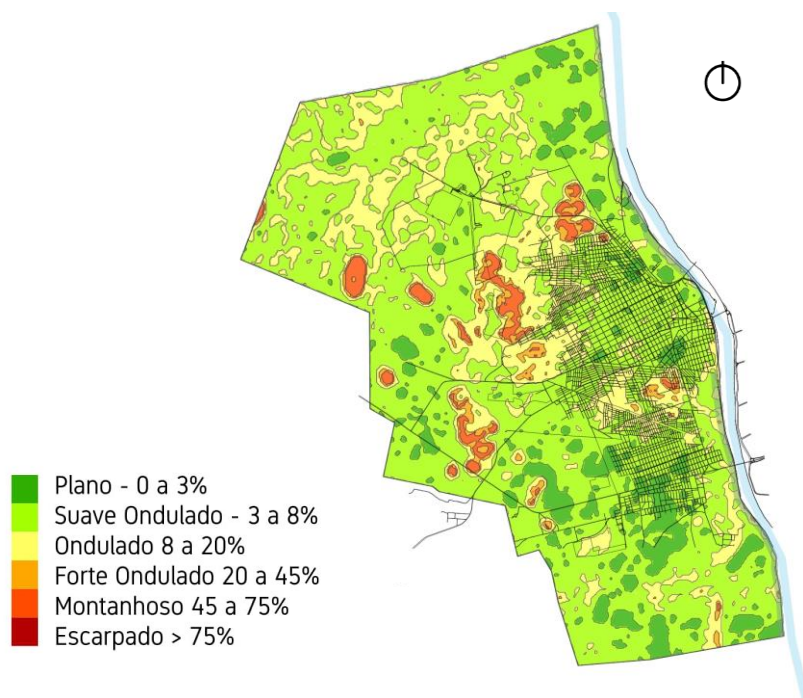 Plano - 0 a 3%
Suave Ondulado - 3 a 8%
Ondulado 8 a 20%
Forte Ondulado 20 a 45%
Montanhoso 45 a 75%
Escarpado > 75%